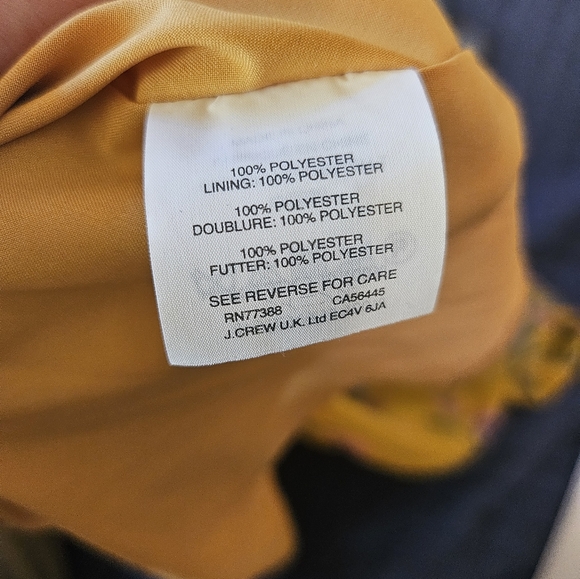 100% POLYESTER
LINING: 100% POLYESTER
100% POLYESTER
DOUBLURE: 100% POLYESTER
100% POLYESTER
FUTTER: 100% POLYESTER
SEE REVERSE FOR CARE
RN77388 CA56445
J.CREW U.K. Ltd EC4V 6JA